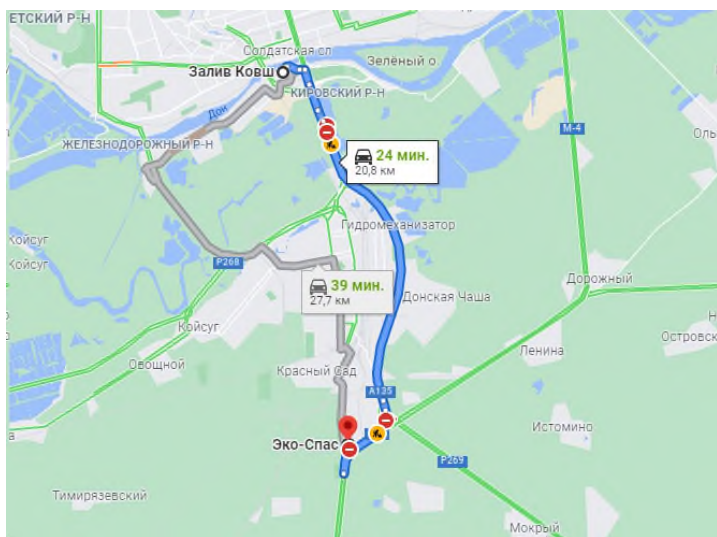 ЕТСКИЙ Р-Н
Солдатская сл
Зелёный о.
Залив Ковш
КИРОВСКИЙ Р-Н
Дон
М-4
ЖЕЛЕЗНОДОРОЖНЫЙ Р-Н
24 мин.
20,8 км
Гидромеханизатор
Койсуг
Койсуг
Р268
Дорожный
39 мин.
27,7 км
Донская Чаша
Койсуг
Островск
Ленина
Овощной
Красный Сад
А135
Истомино
Эко-Спас
Р269
Тимирязевский
Мокрый